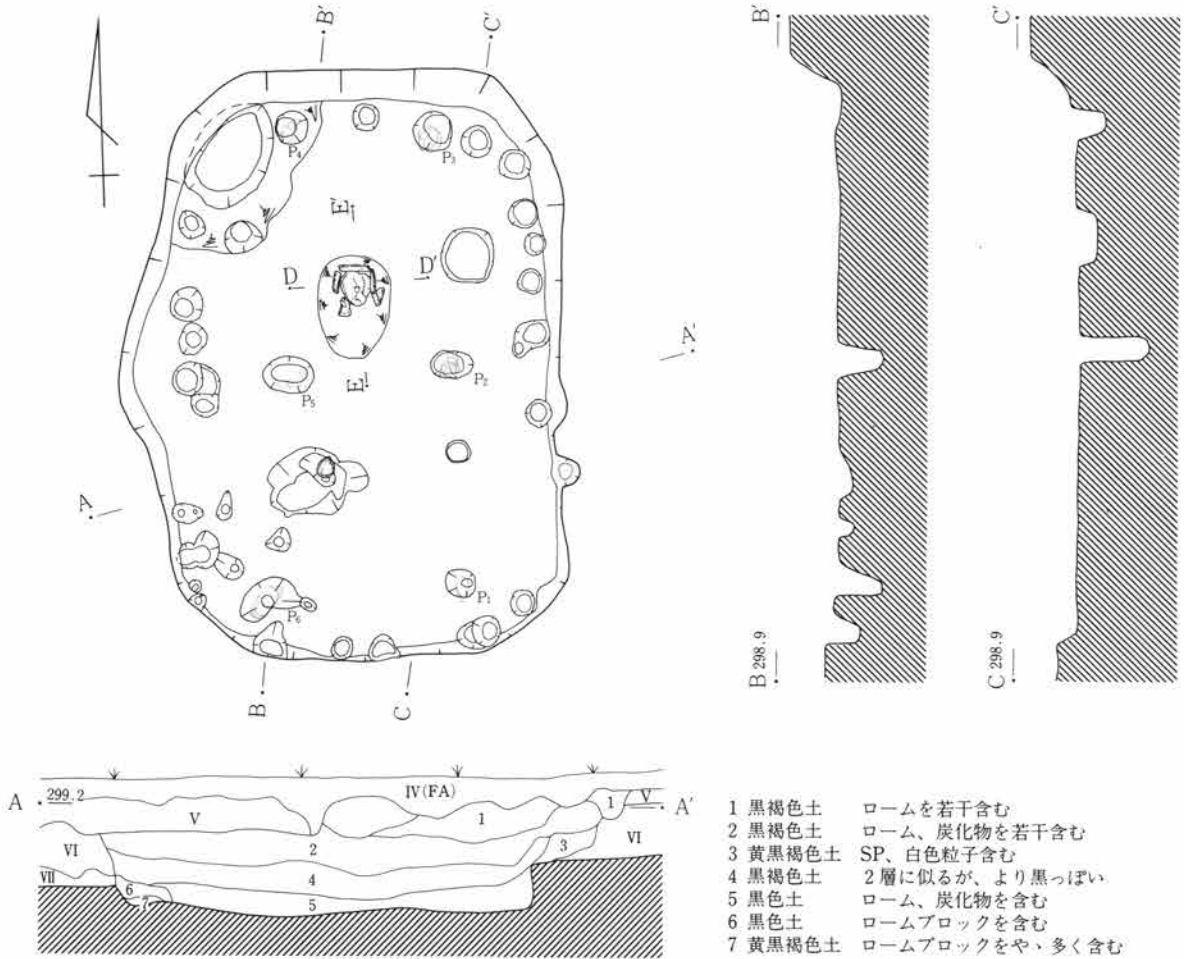 B′
C′
P₄
P₃
E′
D
D′
A′
P₂
P₅
E
A
P₁
P₆
B
C
B′
C′
B 298.9
C 298.9
A
299.2
IV(FA)
V
1
1
V
A′
VI
2
3
VI
VII
4
6
7
5
1 黒褐色土 ロームを若干含む
2 黒褐色土 ローム、炭化物を若干含む
3 黄黒褐色土 SP、白色粒子含む
4 黒褐色土 2層に似るが、より黒っぽい
5 黒色土 ローム、炭化物を含む
6 黒色土 ロームブロックを含む
7 黄黒褐色土 ロームブロックをやゝ多く含む